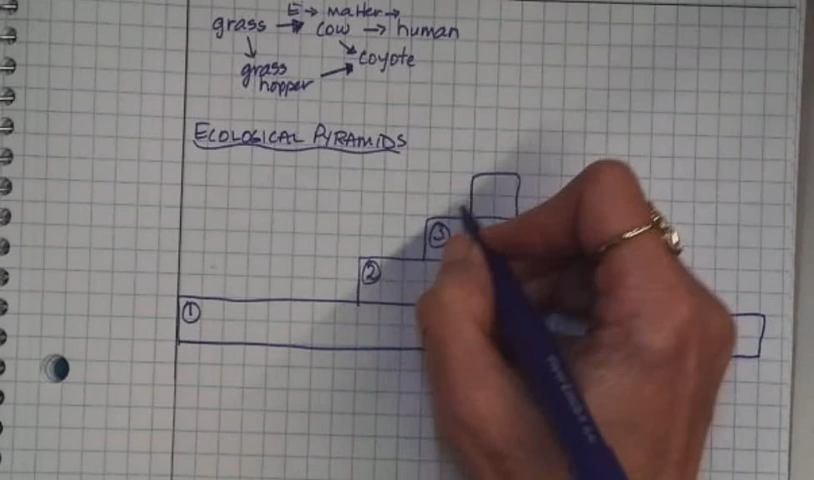 E → matter →
grass → cow → human
↓
coyote
grass
hopper
ECOLOGICAL PYRAMIDS
③
②
①